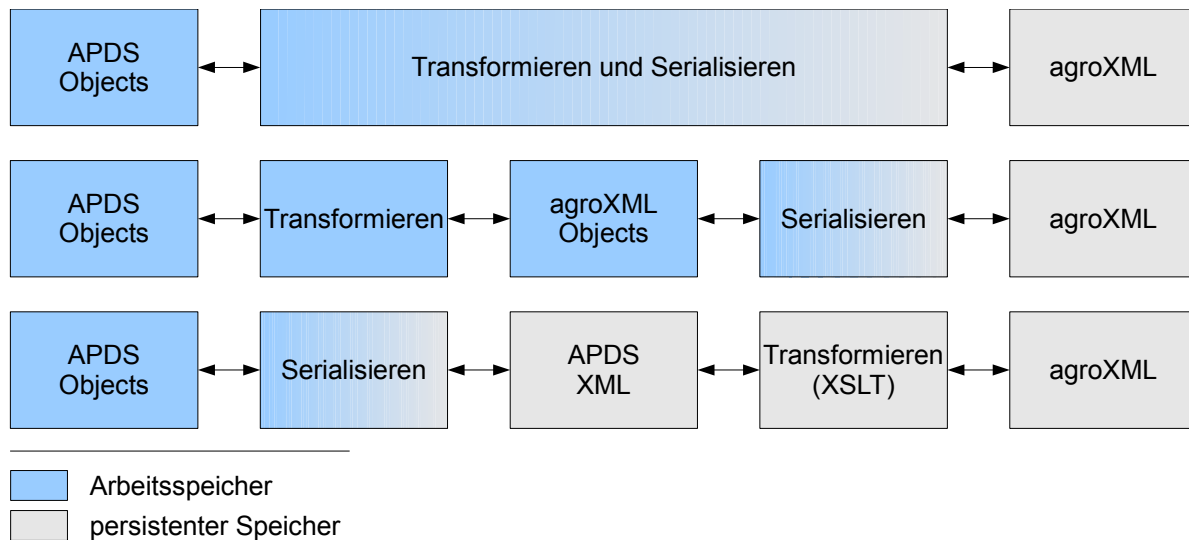 APDS
Objects
Transformieren und Serialisieren
agroXML
APDS
Objects
Transformieren
agroXML
Objects
Serialisieren
agroXML
APDS
Objects
Serialisieren
APDS
XML
Transformieren
(XSLT)
agroXML
Arbeitsspeicher
persistenter Speicher